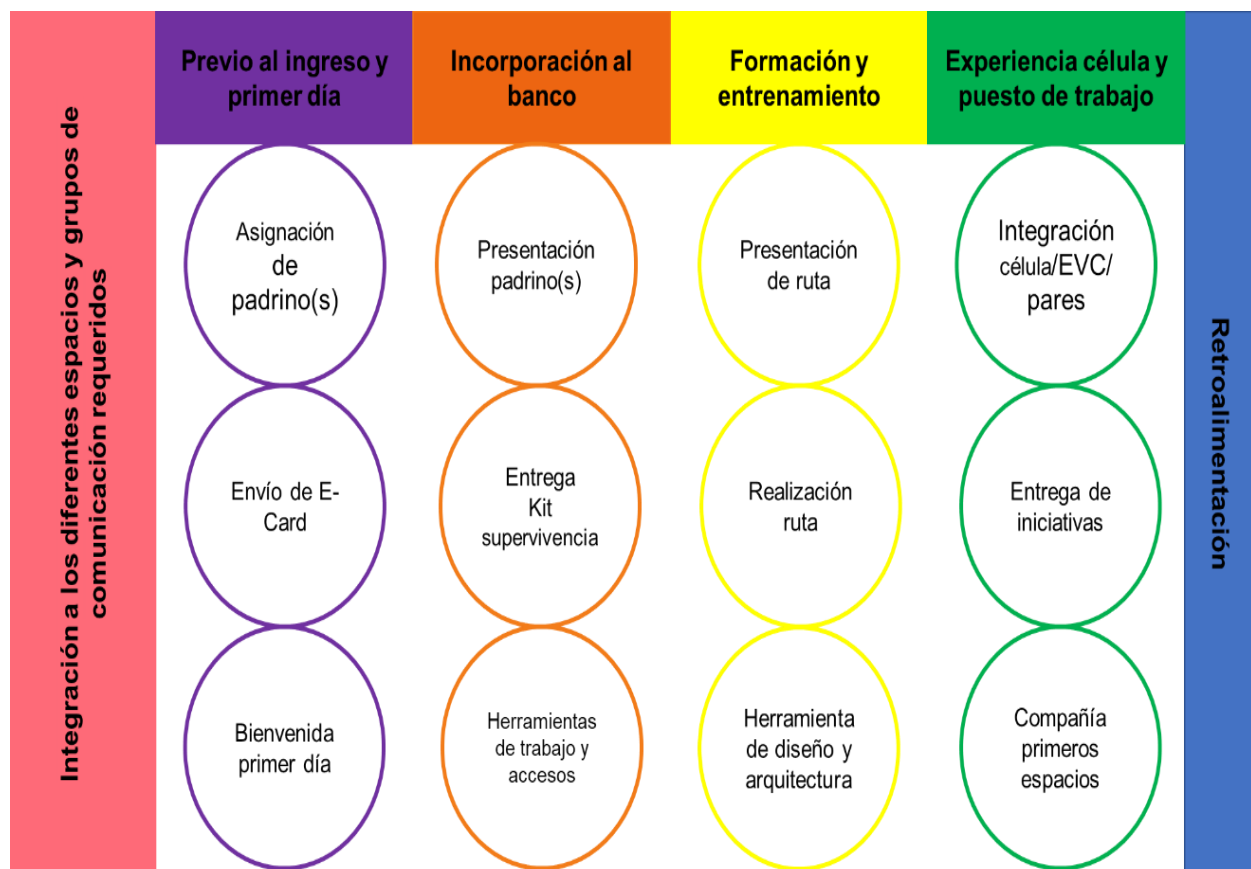 Integración a los diferentes espacios y grupos de
comunicación requeridos
Previo al ingreso y
primer día
Asignación
de
padrino(s)
Envío de E-
Card
Bienvenida
primer día
Incorporación al
banco
Presentación
padrino(s)
Entrega
Kit
supervivencia
Herramientas
de trabajo y
accesos
Formación y
entrenamiento
Presentación
de ruta
Realización
ruta
Herramienta
de diseño y
arquitectura
Experiencia célula y
puesto de trabajo
Integración
célula/EVC/
pares
Entrega de
iniciativas
Compañía
primeros
espacios
Retroalimentación